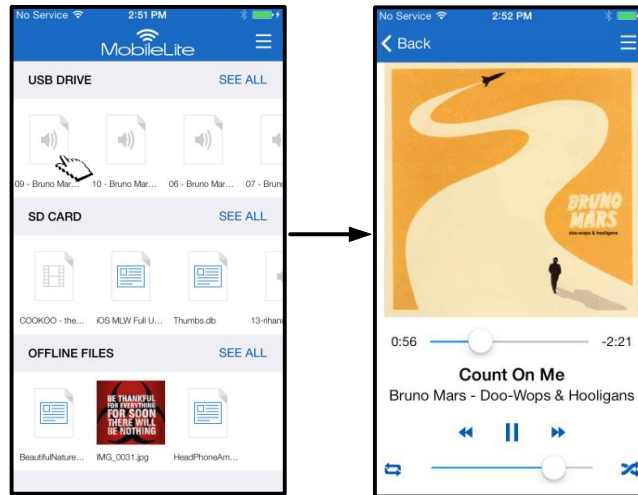 No Service 2:51 PM
MobileLite
USB DRIVE SEE ALL
09 - Bruno Mar... 10 - Bruno Mar... 06 - Bruno Mar... 07 - Brun
SD CARD SEE ALL
COOKOO - the... iOS MLW Full U... Thumbs.db 13-rihan
OFFLINE FILES SEE ALL
BE THANKFUL
FOR EVERYTHING
FOR SOON
THERE WILL
BE NOTHING
BeautifulNature... IMG_0031.jpg HeadPhoneAm...
No Service 2:52 PM
Back
BRUNO
MARS
doo-wops & hooligans
0:56 -2:21
Count On Me
Bruno Mars - Doo-Wops & Hooligans